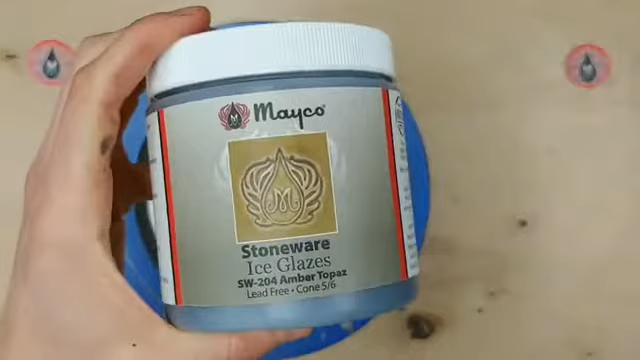 Mayco®
M
Stoneware
Ice Glazes
SW-204 Amber Topaz
Lead Free • Cone 5/6